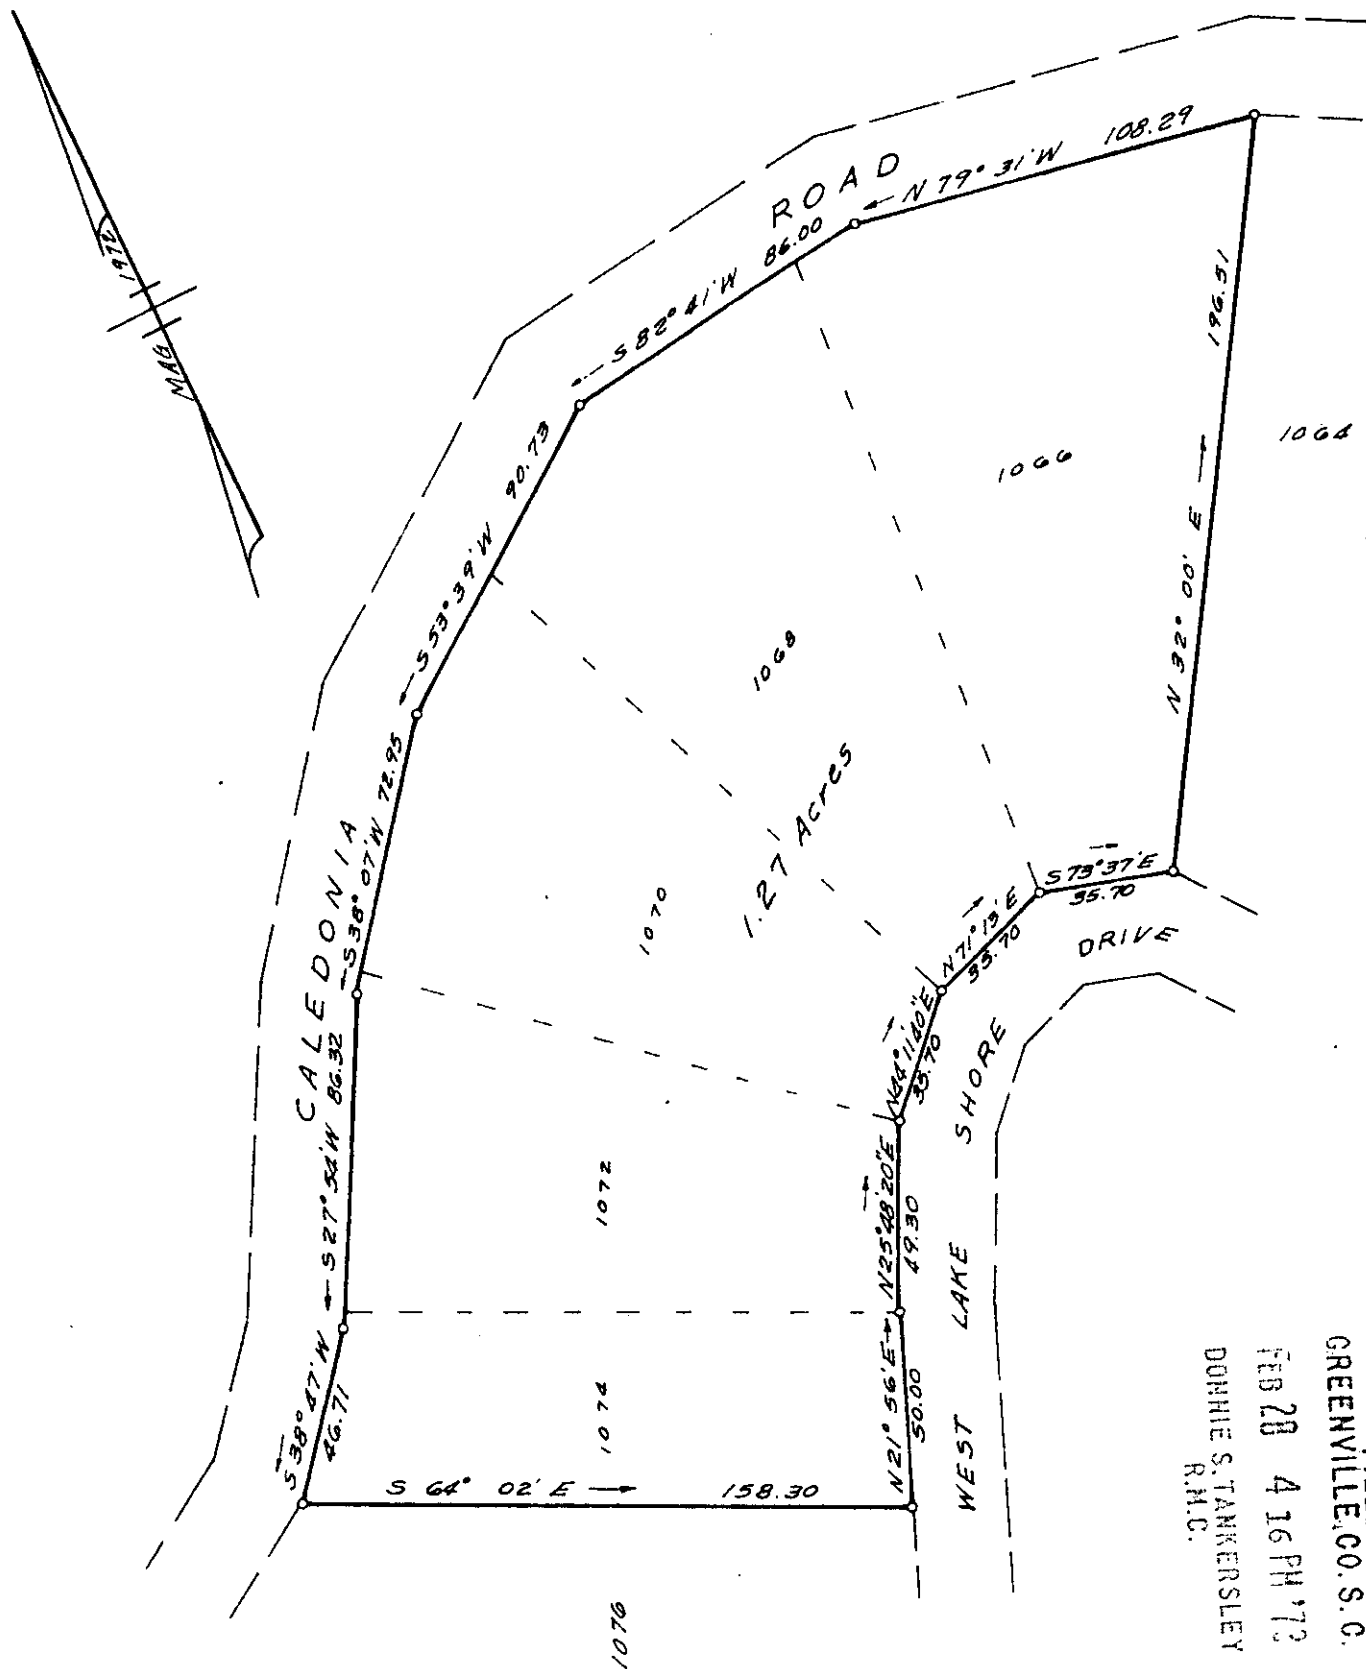 MAG 1972
CALEDONIA ROAD
N 79° 31' W 108.29
S 82° 41' W 86.00
S 53° 39' W 90.73
S 38° 07' W 72.95
S 27° 54' W 86.32
S 38° 47' W
46.71
S 64° 02' E 158.30
N 21° 56' E
50.00
N 25° 48' 20" E
49.30
N 44° 11' 40" E
35.70
N 71° 13' E
35.70
S 73° 37' E
35.70
N 32° 00' E 196.51
1064
1066
1068
1.27 Acres
1070
1072
1074
1076
WEST LAKE SHORE DRIVE
GREENVILLE, CO. S. C.
FEB 28 4 16 PM '73
DONNIE S. TANKERSLEY
R.M.C.